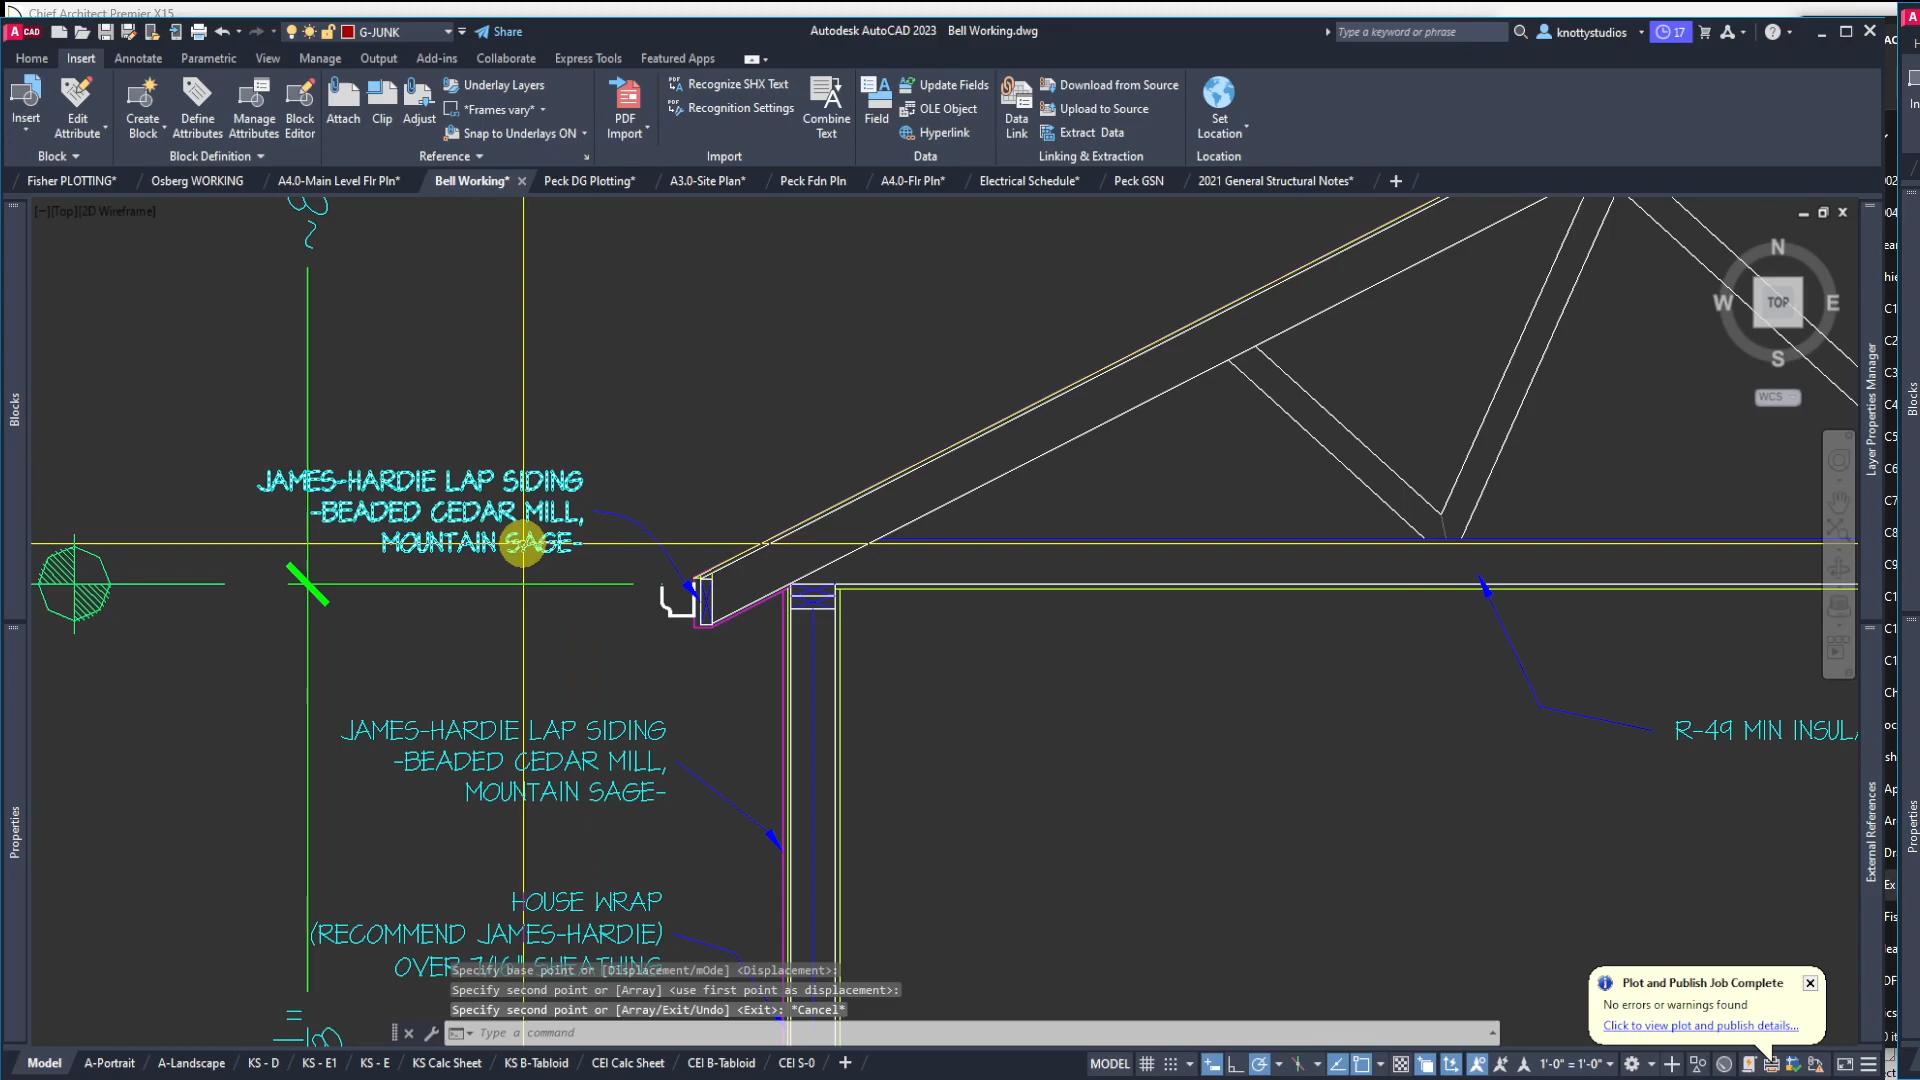 Chief Architect Premier X15
A CAD
G-JUNK
Share
Autodesk AutoCAD 2023 Bell Working.dwg
Type a keyword or phrase
knottystudios
17
Home Insert Annotate Parametric View Manage Output Add-ins Collaborate Express Tools Featured Apps
Insert
Edit Attribute
Create Block
Define Attributes
Manage Attributes
Block Editor
Attach
Clip
Adjust
Underlay Layers
*Frames vary*
Snap to Underlays ON
PDF Import
Recognize SHX Text
Recognition Settings
Combine Text
Field
Update Fields
OLE Object
Hyperlink
Data Link
Download from Source
Upload to Source
Extract Data
Set Location
Block Block Definition Reference Import Data Linking & Extraction Location
Fisher PLOTTING* Osberg WORKING A4.0-Main Level Flr Pln* Bell Working* Peck DG Plotting* A3.0-Site Plan* Peck Fdn Pln A4.0-Flr Pln* Electrical Schedule* Peck GSN 2021 General Structural Notes*
[−][Top][2D Wireframe]
N
W TOP E
S
WCS
Blocks
Properties
Layer Properties Manager
External References
Blocks
Properties
JAMES-HARDIE LAP SIDING
-BEADED CEDAR MILL,
MOUNTAIN SAGE-
JAMES-HARDIE LAP SIDING
-BEADED CEDAR MILL,
MOUNTAIN SAGE-
R-49 MIN INSUL
HOUSE WRAP
(RECOMMEND JAMES-HARDIE)
OVER 7/16" SHEATHING
Specify base point or [Displacement/mOde] <Displacement>:
Specify second point or [Array] <use first point as displacement>:
Specify second point or [Array/Exit/Undo] <Exit>: *Cancel*
Type a command
Plot and Publish Job Complete
No errors or warnings found
Click to view plot and publish details...
Model A-Portrait A-Landscape KS - D KS - E1 KS - E KS Calc Sheet KS B-Tabloid CEI Calc Sheet CEI B-Tabloid CEI S-0
MODEL
1'-0" = 1'-0"